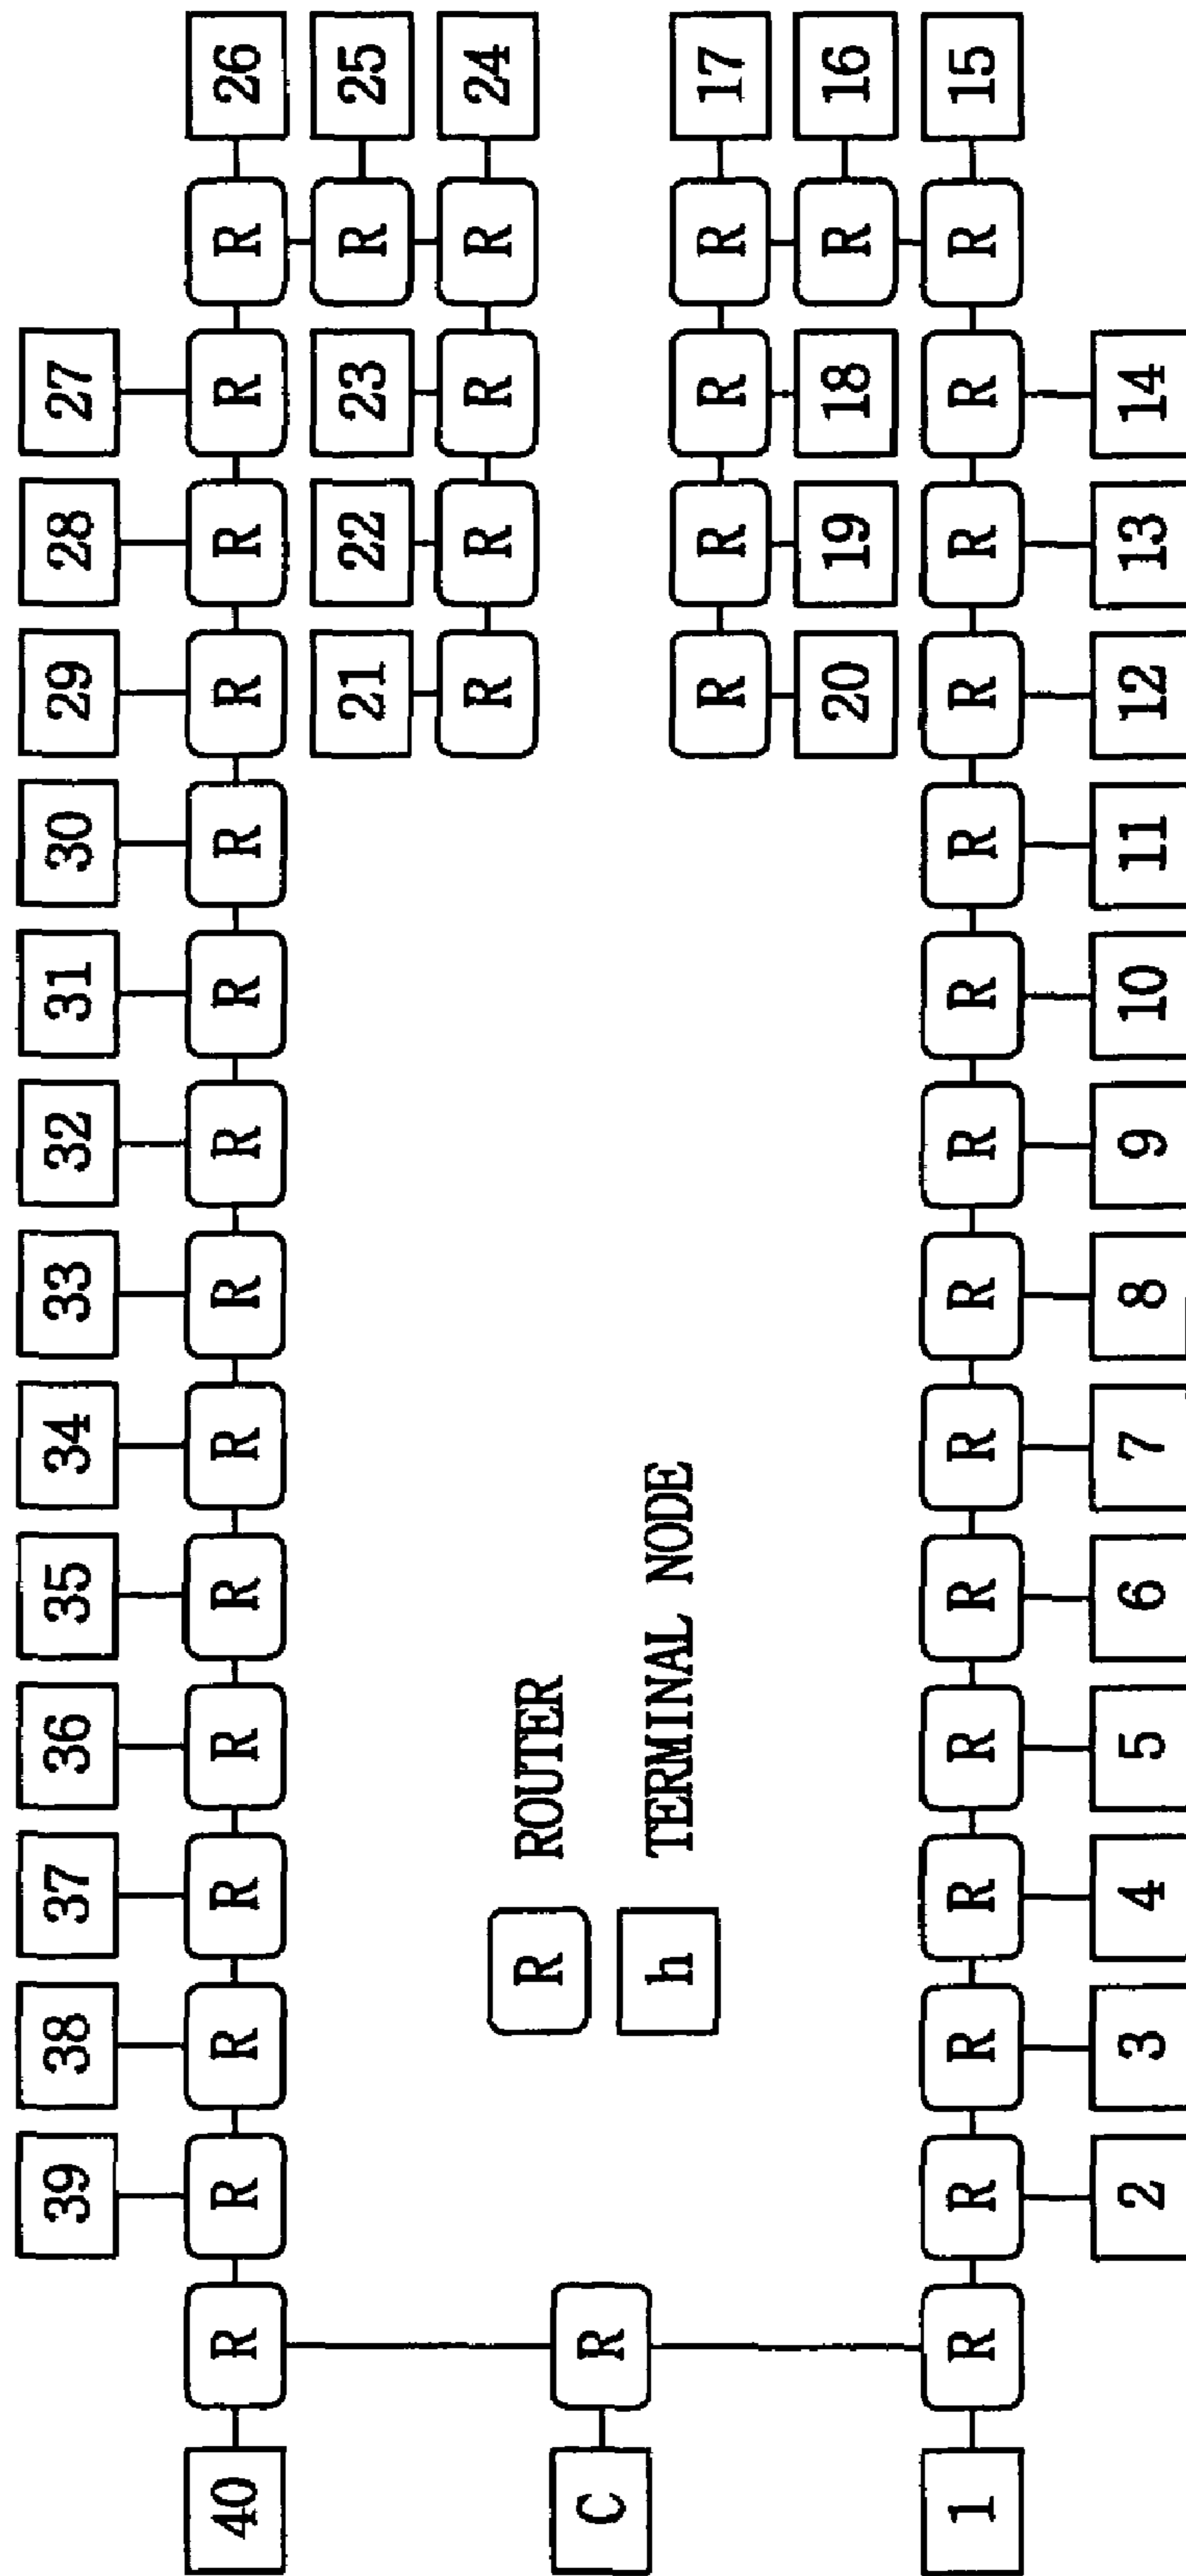 39 38 37 36 35 34 33 32 31 30 29 28 27
40 R R R R R R R R R R R R R R R 26
21 22 23 R 25
R R R R 24
R ROUTER
C R
h TERMINAL NODE
R R R R 17
20 19 18 R 16
1 R R R R R R R R R R R R R R R 15
2 3 4 5 6 7 8 9 10 11 12 13 14